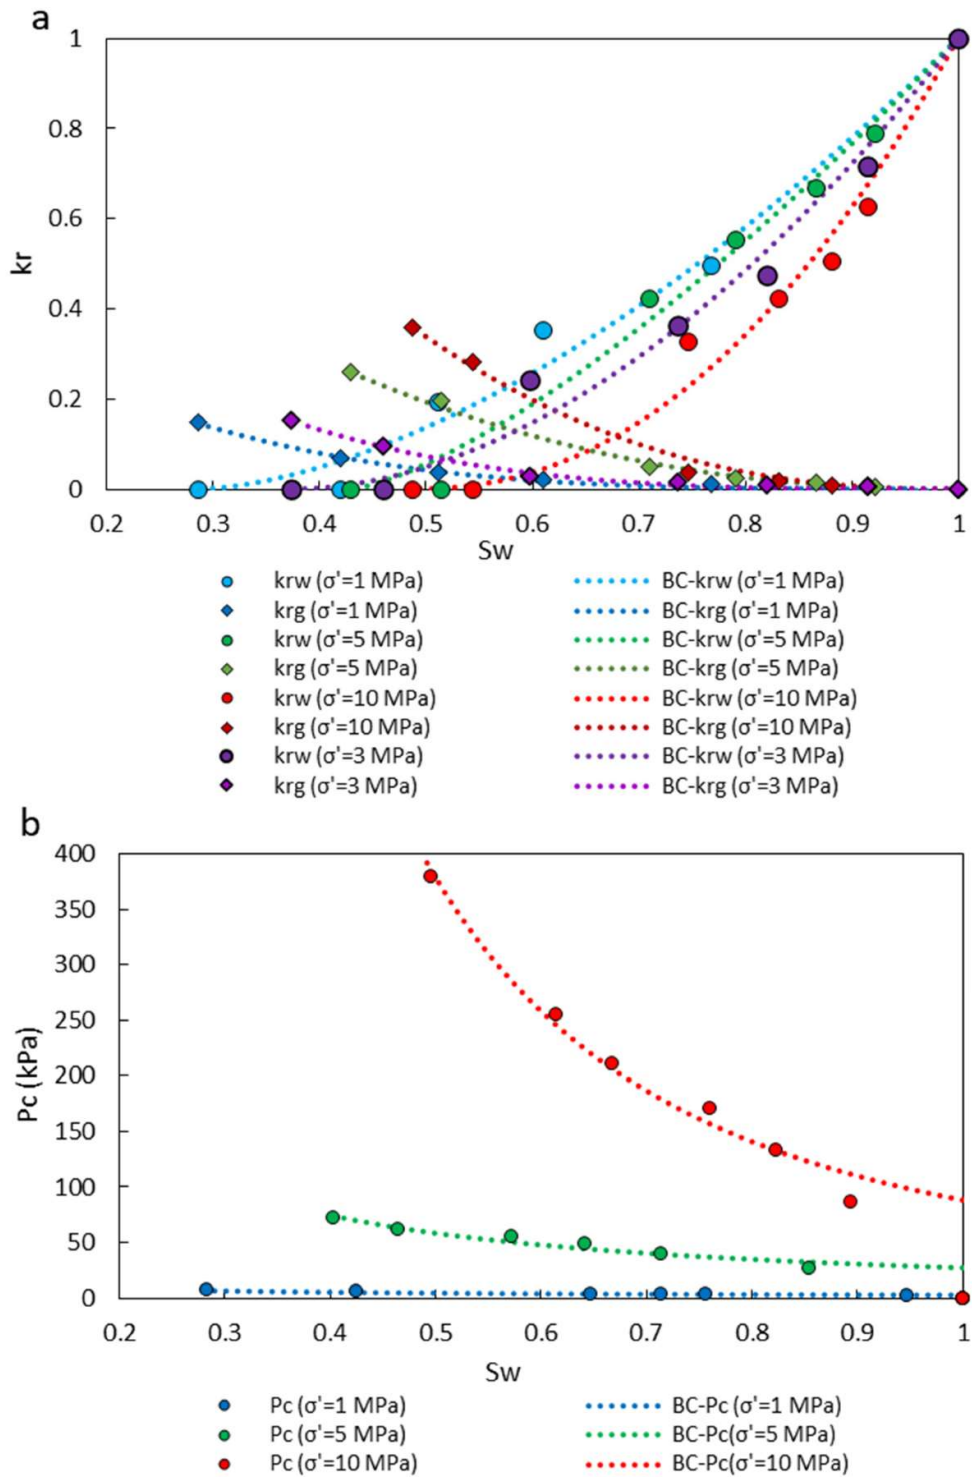 a
1
0.8
0.6
0.4
0.2
0
kr
0.2 0.3 0.4 0.5 0.6 0.7 0.8 0.9 1
Sw
krw (σ'=1 MPa) BC-krw (σ'=1 MPa)
krg (σ'=1 MPa) BC-krg (σ'=1 MPa)
krw (σ'=5 MPa) BC-krw (σ'=5 MPa)
krg (σ'=5 MPa) BC-krg (σ'=5 MPa)
krw (σ'=10 MPa) BC-krw (σ'=10 MPa)
krg (σ'=10 MPa) BC-krg (σ'=10 MPa)
krw (σ'=3 MPa) BC-krw (σ'=3 MPa)
krg (σ'=3 MPa) BC-krg (σ'=3 MPa)
b
400
350
300
250
200
150
100
50
0
Pc (kPa)
0.2 0.3 0.4 0.5 0.6 0.7 0.8 0.9 1
Sw
Pc (σ'=1 MPa) BC-Pc (σ'=1 MPa)
Pc (σ'=5 MPa) BC-Pc(σ'=5 MPa)
Pc (σ'=10 MPa) BC-Pc(σ'=10 MPa)